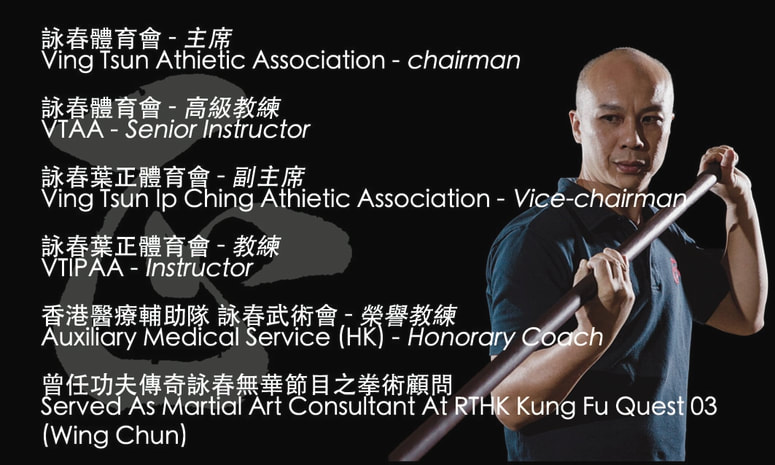 詠春體育會 - 主席
Ving Tsun Athietic Association - chairman
詠春體育會 - 高級教練
VTAA - Senior Instructor
詠春葉正體育會 - 副主席
Ving Tsun Ip Ching Athietic Association - Vice-chairman
詠春葉正體育會 - 教練
VTIPAA - Instructor
香港醫療輔助隊 詠春武術會 - 榮譽教練
Auxiliary Medical Service (HK) - Honorary Coach
曾任功夫傳奇詠春無華節目之拳術顧問
Served As Martial Art Consultant At RTHK Kung Fu Quest 03
(Wing Chun)